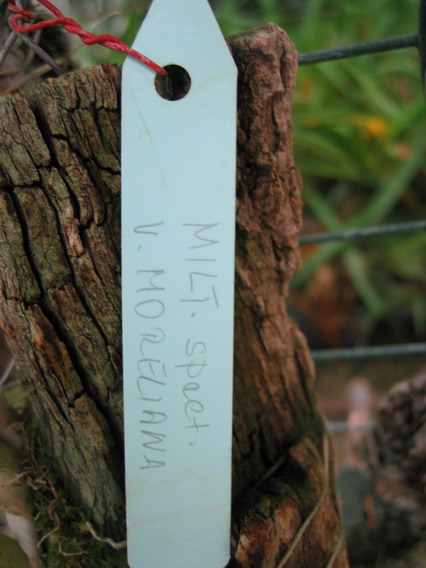 MILT. spect.
V. MORELIANA